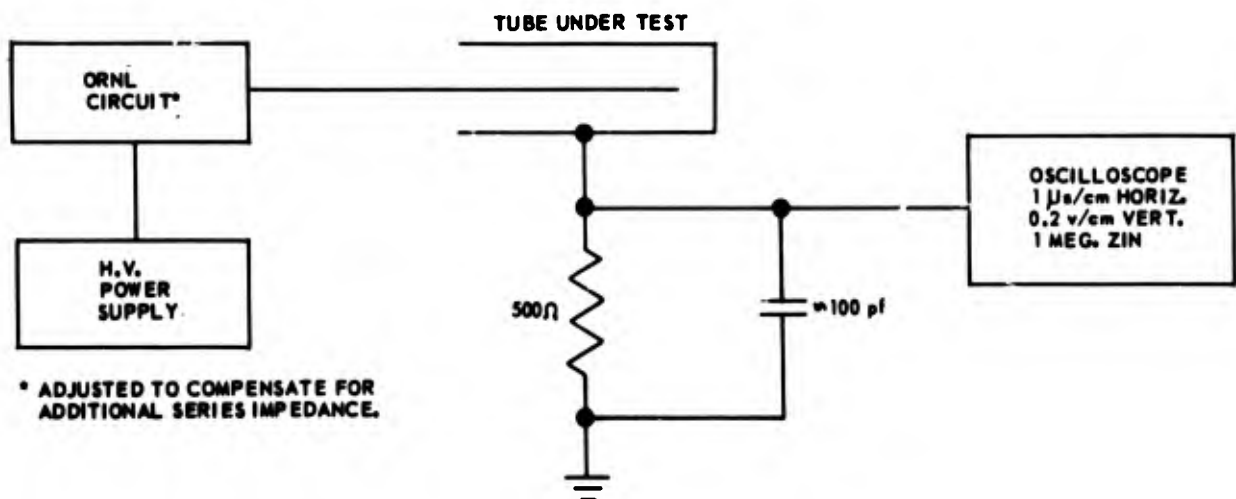 TUBE UNDER TEST
ORNL
CIRCUIT*
OSCILLOSCOPE
1 μs/cm HORIZ.
0.2 v/cm VERT.
1 MEG. ZIN
H.V.
POWER
SUPPLY
500Ω
≈100 pf
* ADJUSTED TO COMPENSATE FOR
ADDITIONAL SERIES IMPEDANCE.